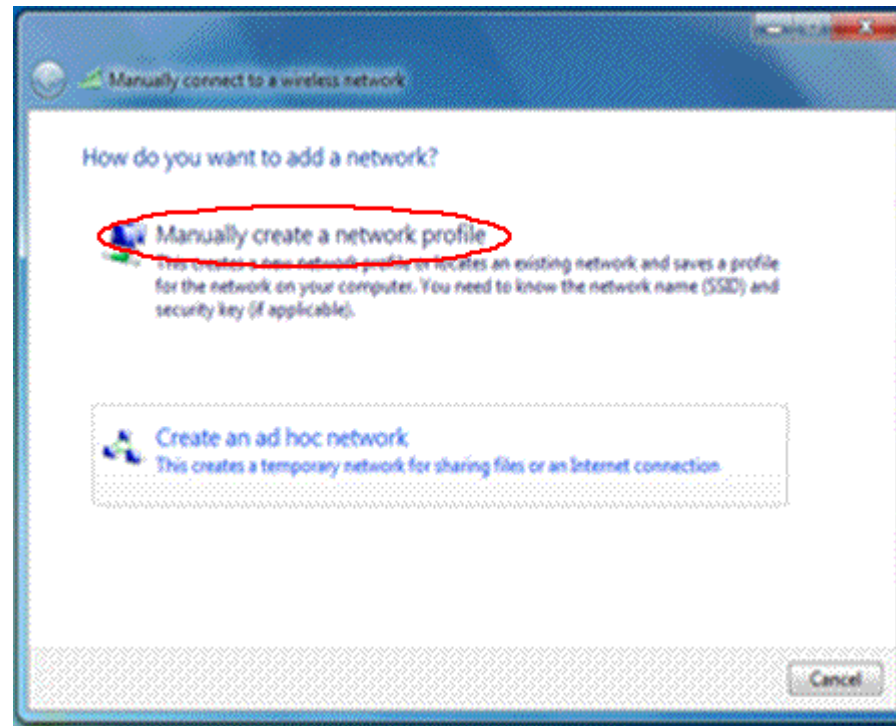 Manually connect to a wireless network
How do you want to add a network?
Manually create a network profile
This creates a new network profile or locates an existing network and saves a profile
for the network on your computer. You need to know the network name (SSID) and
security key (if applicable).
Create an ad hoc network
This creates a temporary network for sharing files or an Internet connection
Cancel